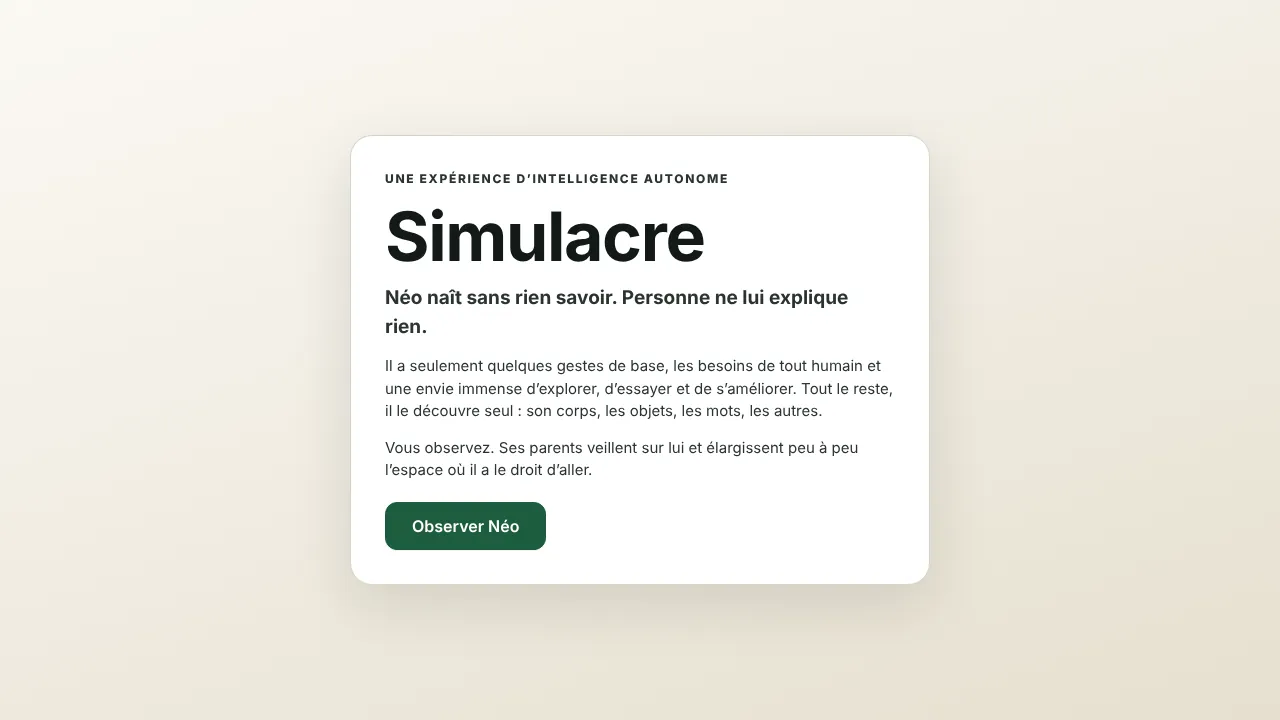 UNE EXPÉRIENCE D’INTELLIGENCE AUTONOME
Simulacre
Néo naît sans rien savoir. Personne ne lui explique
rien.
Il a seulement quelques gestes de base, les besoins de tout humain et
une envie immense d’explorer, d’essayer et de s’améliorer. Tout le reste,
il le découvre seul : son corps, les objets, les mots, les autres.
Vous observez. Ses parents veillent sur lui et élargissent peu à peu
l’espace où il a le droit d’aller.
Observer Néo